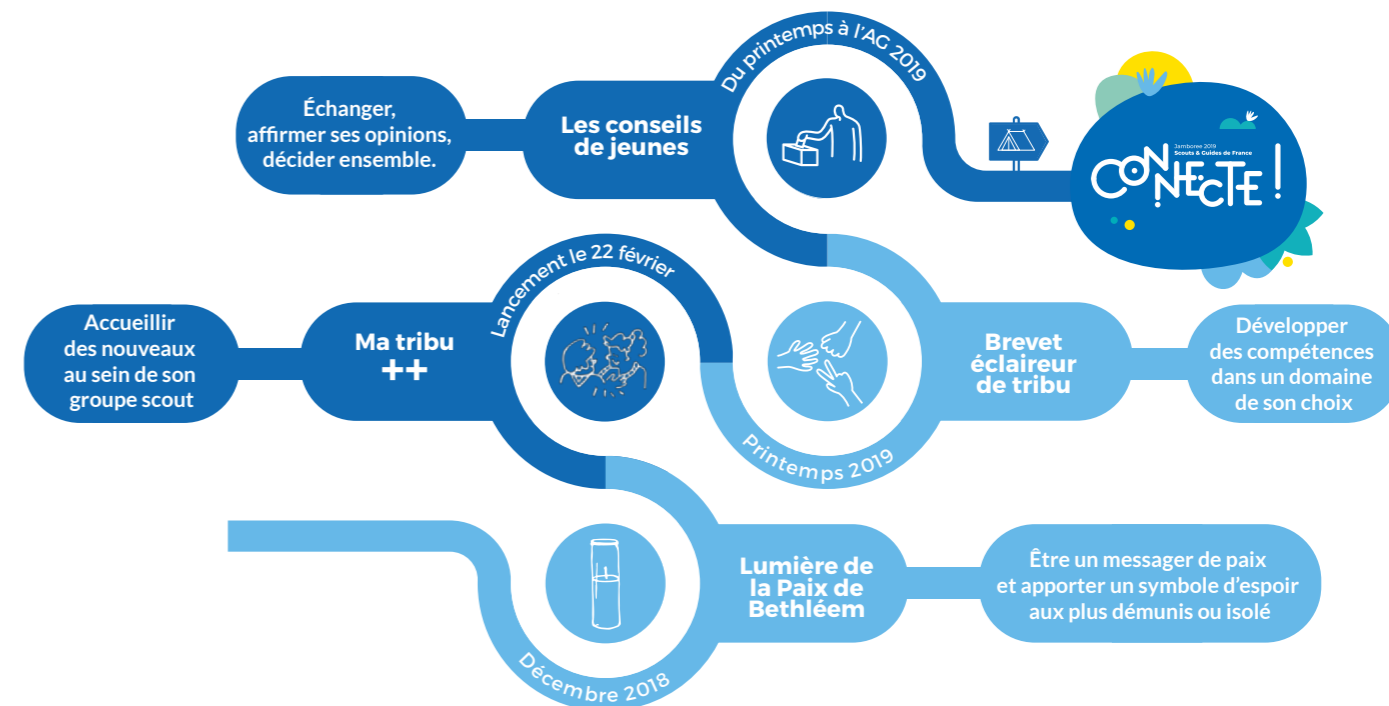 Du printemps à l'AG 2019
Échanger,
affirmer ses opinions,
décider ensemble.
Les conseils
de jeunes
Jamboree 2019
Scouts & Guides de France
CONNECTE !
Lancement le 22 février
Accueillir
des nouveaux
au sein de son
groupe scout
Ma tribu
++
Brevet
éclaireur
de tribu
Développer
des compétences
dans un domaine
de son choix
Printemps 2019
Lumière de
la Paix de
Bethléem
Être un messager de paix
et apporter un symbole d'espoir
aux plus démunis ou isolé
Décembre 2018